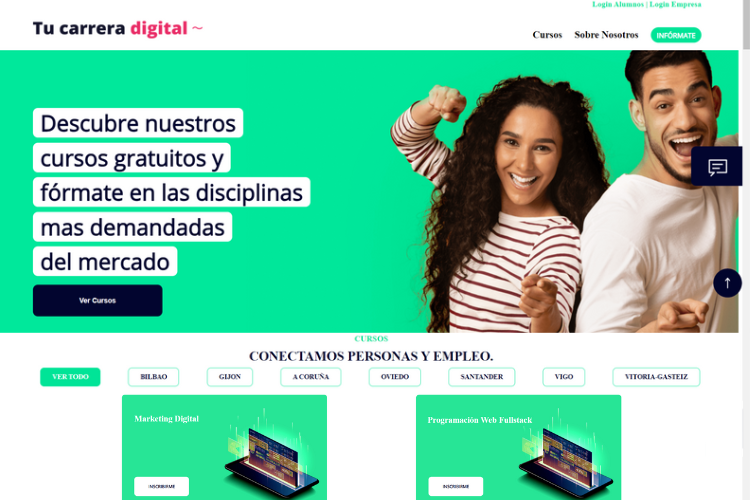 Login Alumnos | Login Empresa
Tu carrera digital ~
Cursos Sobre Nosotros INFÓRMATE
Descubre nuestros
cursos gratuitos y
fórmate en las disciplinas
mas demandadas
del mercado
Ver Cursos
CURSOS
CONECTAMOS PERSONAS Y EMPLEO.
VER TODO BILBAO GIJON A CORUÑA OVIEDO SANTANDER VIGO VITORIA-GASTEIZ
Marketing Digital Programación Web Fullstack
INSCRIBIRME INSCRIBIRME